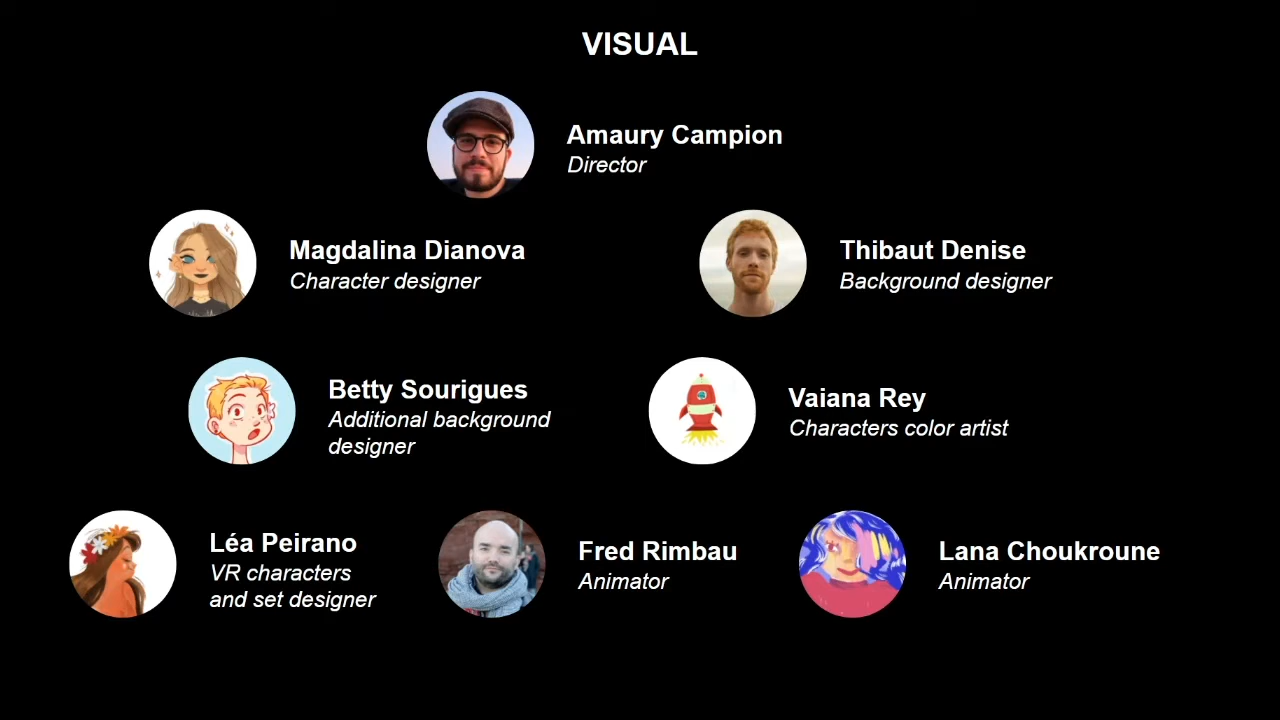 VISUAL
Amaury Campion
Director
Magdalina Dianova
Character designer
Thibaut Denise
Background designer
Betty Sourigues
Additional background
designer
Vaiana Rey
Characters color artist
Léa Peirano
VR characters
and set designer
Fred Rimbau
Animator
Lana Choukroune
Animator